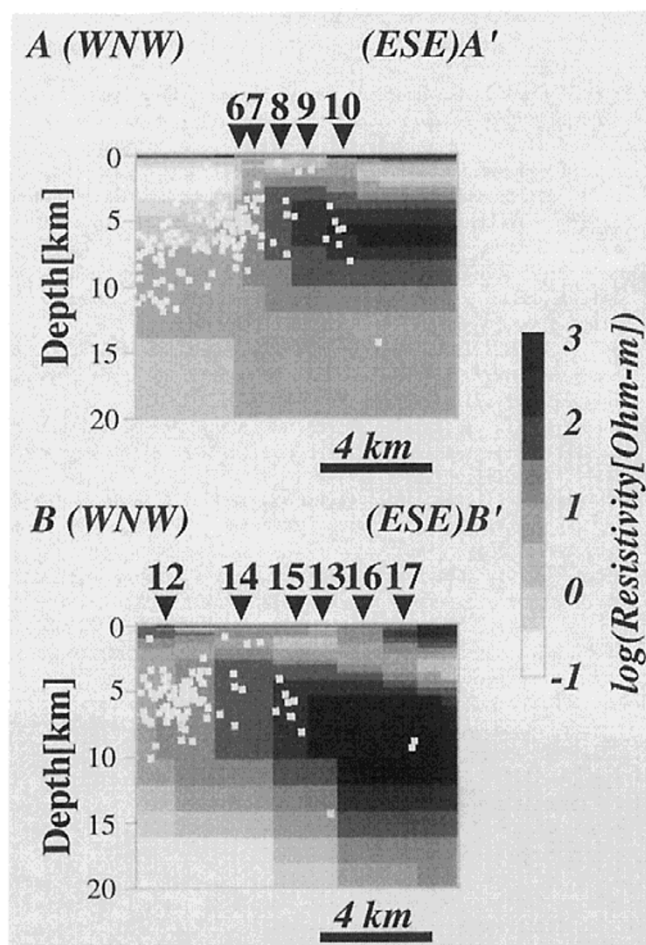 A (WNW) (ESE)A'
6 7 8 9 10
0
5
10
15
20
Depth[km]
4 km
B (WNW) (ESE)B'
12 14 15 13 16 17
0
5
10
15
20
Depth[km]
4 km
3
2
1
0
-1
log(Resistivity[Ohm-m])